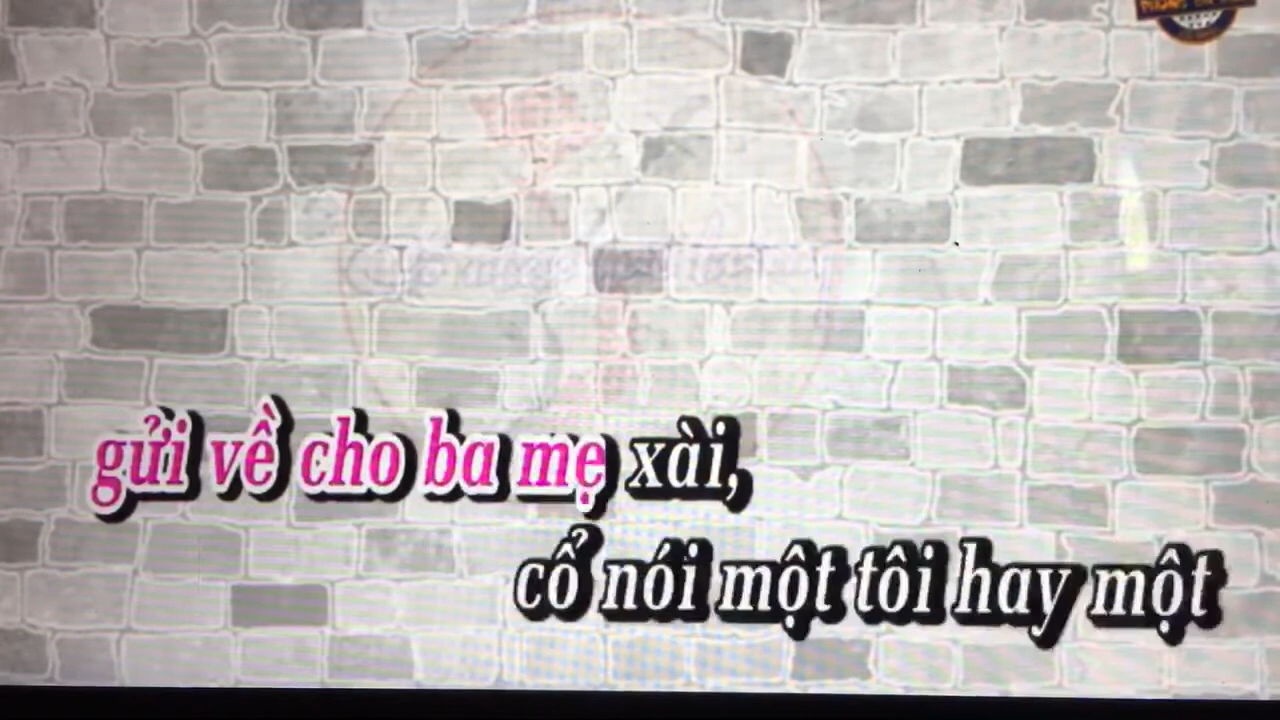 gửi về cho ba mẹ xài,
cổ nói một tôi hay một